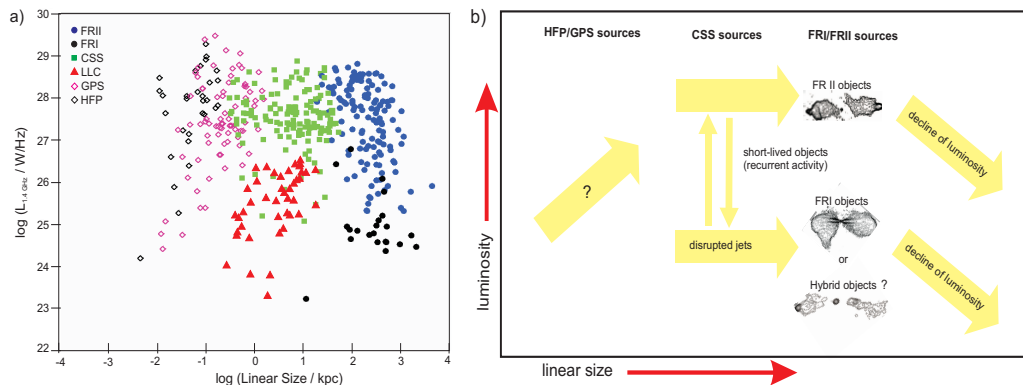 a)
30
29
28
27
26
25
24
23
22
log (L1.4 GHz / W/Hz)
FRII
FRI
CSS
LLC
GPS
HFP
-4
-3
-2
-1
0
1
2
3
4
log (Linear Size / kpc)
b)
HFP/GPS sources
CSS sources
FRI/FRII sources
luminosity
?
FR II objects
short-lived objects
(recurrent activity)
decline of luminosity
FRI objects
disrupted jets
or
Hybrid objects ?
decline of luminosity
linear size